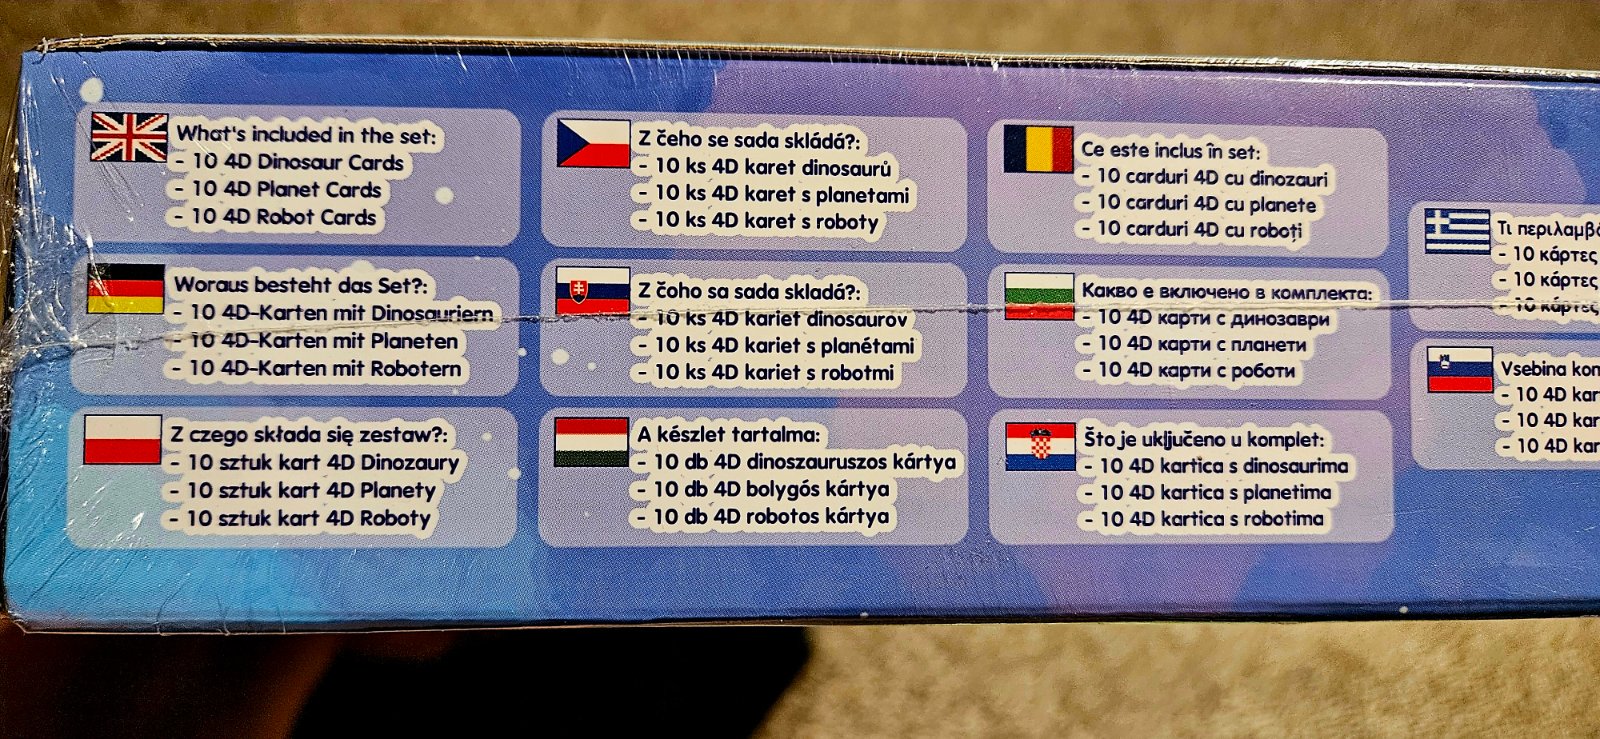 What's included in the set:
- 10 4D Dinosaur Cards
- 10 4D Planet Cards
- 10 4D Robot Cards
Woraus besteht das Set?:
- 10 4D-Karten mit Dinosauriern
- 10 4D-Karten mit Planeten
- 10 4D-Karten mit Robotern
Z czego składa się zestaw?:
- 10 sztuk kart 4D Dinozaury
- 10 sztuk kart 4D Planety
- 10 sztuk kart 4D Roboty
Z čeho se sada skládá?:
- 10 ks 4D karet dinosaurů
- 10 ks 4D karet s planetami
- 10 ks 4D karet s roboty
Z čoho sa sada skladá?:
- 10 ks 4D kariet dinosaurov
- 10 ks 4D kariet s planétami
- 10 ks 4D kariet s robotmi
A készlet tartalma:
- 10 db 4D dinoszauruszos kártya
- 10 db 4D bolygós kártya
- 10 db 4D robotos kártya
Ce este inclus în set:
- 10 carduri 4D cu dinozauri
- 10 carduri 4D cu planete
- 10 carduri 4D cu roboți
Какво е включено в комплекта:
- 10 4D карти с динозаври
- 10 4D карти с планети
- 10 4D карти с роботи
Što je uključeno u komplet:
- 10 4D kartica s dinosaurima
- 10 4D kartica s planetima
- 10 4D kartica s robotima
Τι
- 10 κάρτες
- 10 κάρτες
- 10 κάρτες
Vsebina
- 10 4D
- 10 4D
- 10 4D